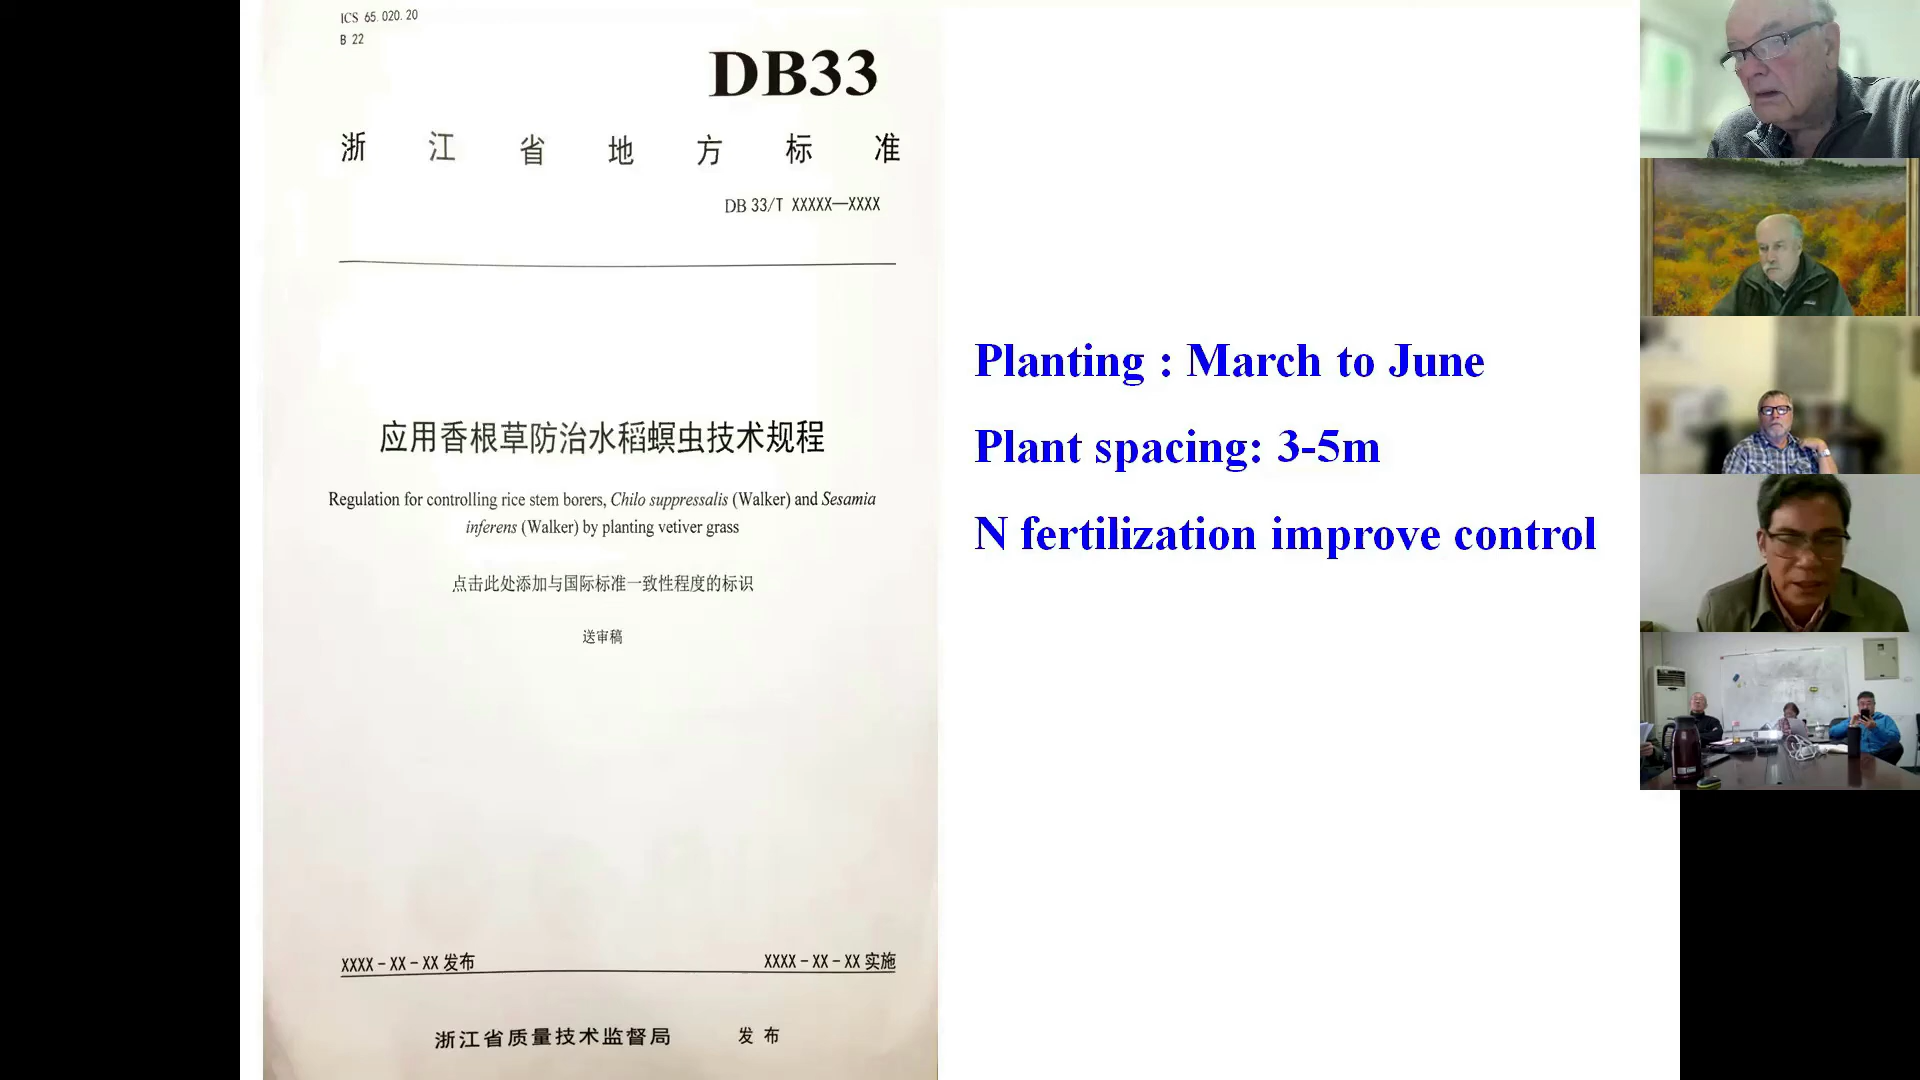 ICS 65.020.20
B 22
DB33
浙江省地方标准
DB 33/T XXXXX—XXXX
应用香根草防治水稻螟虫技术规程
Regulation for controlling rice stem borers, Chilo suppressalis (Walker) and Sesamia
inferens (Walker) by planting vetiver grass
点击此处添加与国际标准一致性程度的标识
送审稿
XXXX-XX-XX 发布
XXXX-XX-XX 实施
浙江省质量技术监督局 发布
Planting : March to June
Plant spacing: 3-5m
N fertilization improve control